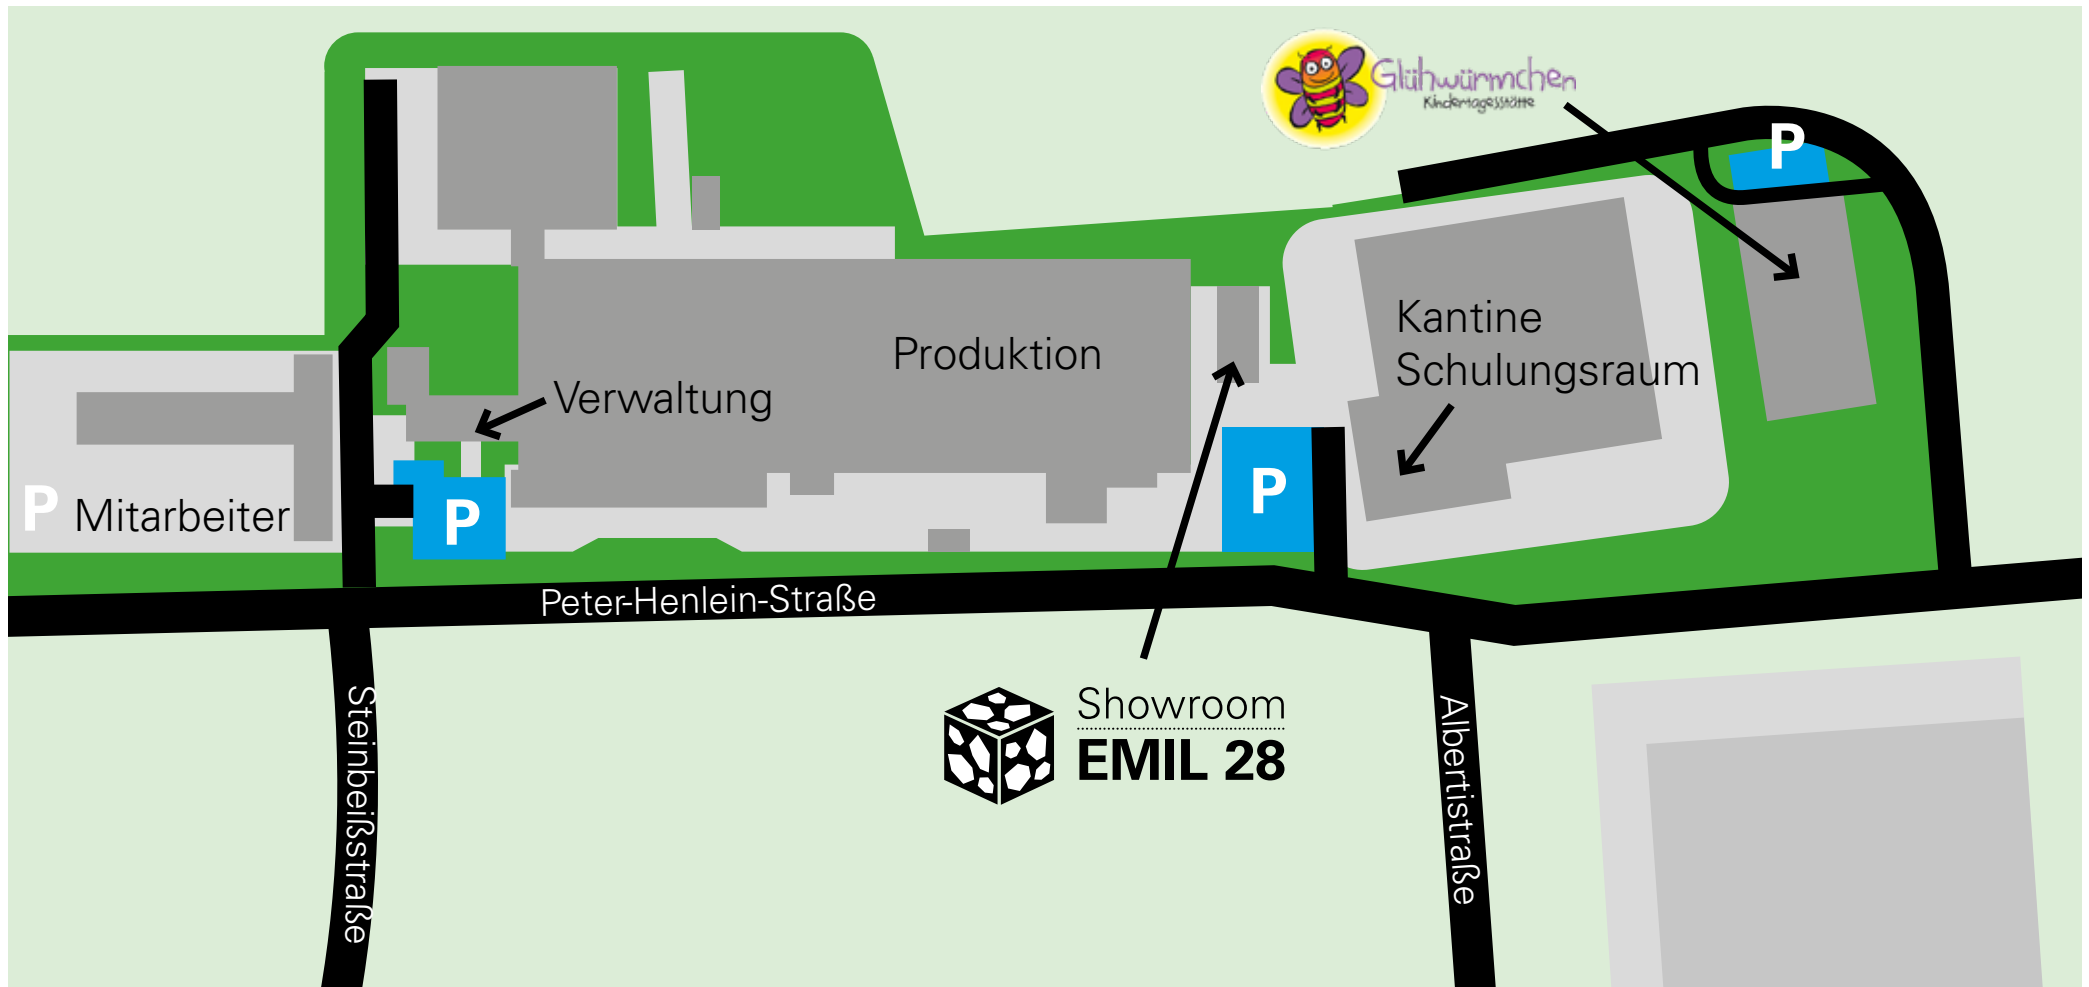 Glühwürmchen
Kindertagesstätte
P
Kantine
Schulungsraum
Produktion
Verwaltung
P Mitarbeiter
P
P
Peter-Henlein-Straße
Steinbeißstraße
Showroom
EMIL 28
Albertistraße